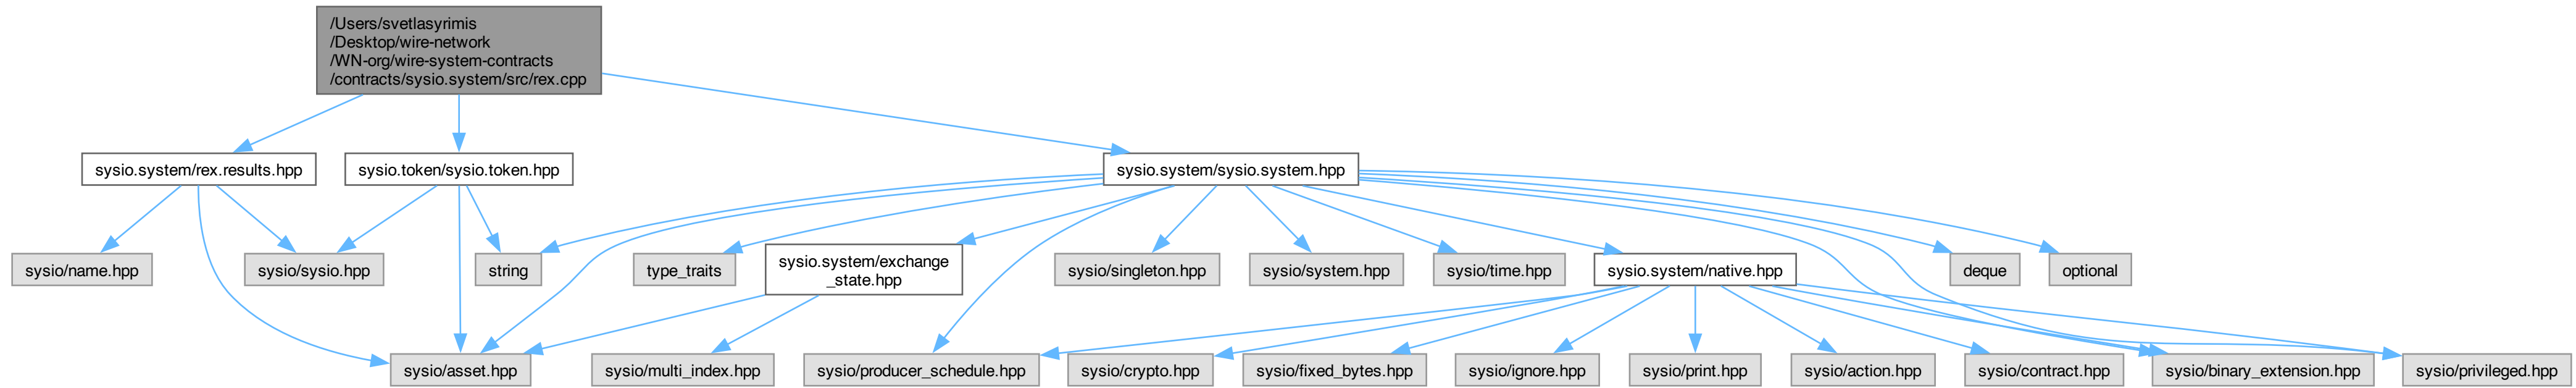 /Users/svetlasyrimis
/Desktop/wire-network
/WN-org/wire-system-contracts
/contracts/sysio.system/src/rex.cpp
sysio.system/rex.results.hpp
sysio.token/sysio.token.hpp
sysio.system/sysio.system.hpp
sysio/name.hpp
sysio/sysio.hpp
string
type_traits
sysio.system/exchange
_state.hpp
sysio/singleton.hpp
sysio/system.hpp
sysio/time.hpp
sysio.system/native.hpp
deque
optional
sysio/asset.hpp
sysio/multi_index.hpp
sysio/producer_schedule.hpp
sysio/crypto.hpp
sysio/fixed_bytes.hpp
sysio/ignore.hpp
sysio/print.hpp
sysio/action.hpp
sysio/contract.hpp
sysio/binary_extension.hpp
sysio/privileged.hpp